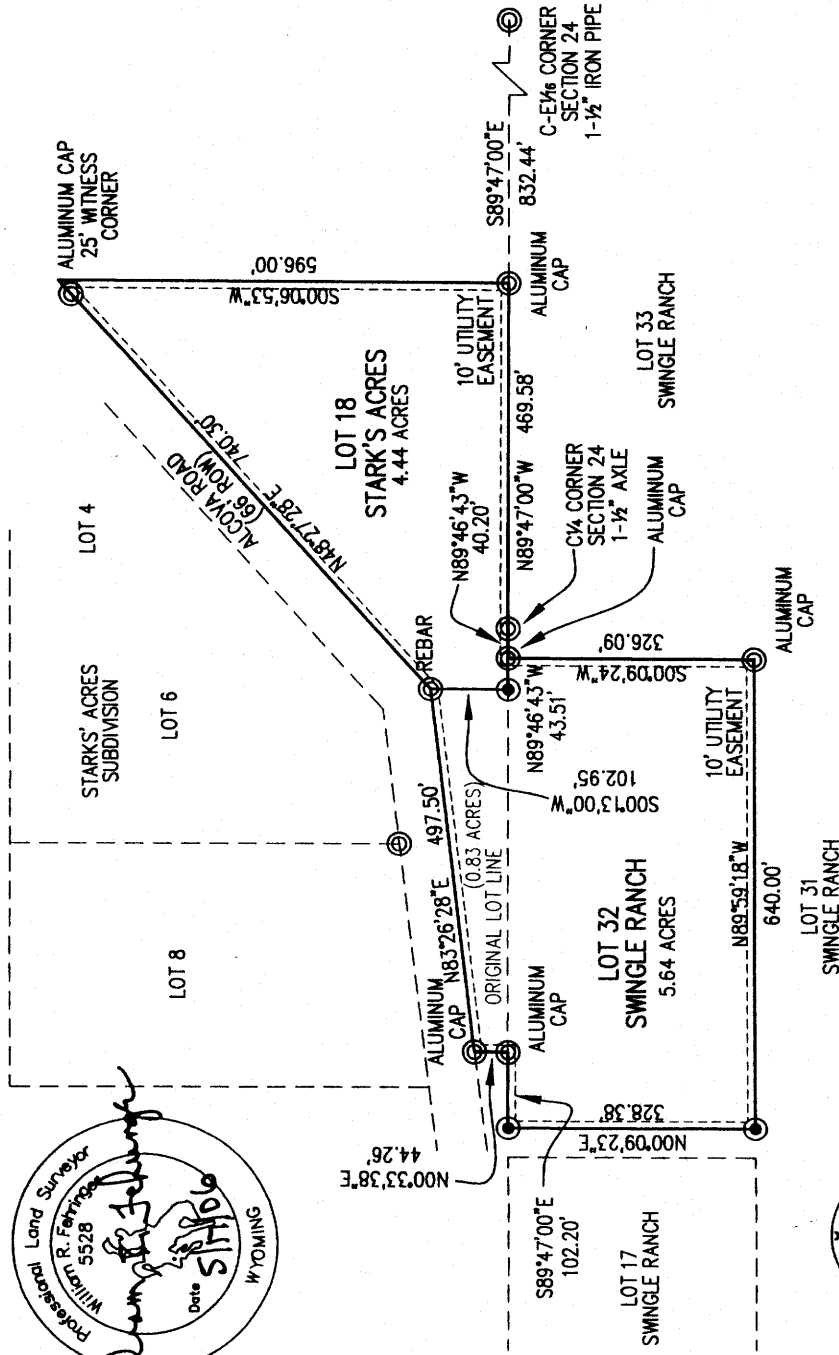 ALUMINUM CAP
25' WITNESS
CORNER
C-E1/16 CORNER
SECTION 24
1-½" IRON PIPE
S89°47'00"E
832.44'
596.00'
S00°06'53"W
ALUMINUM
CAP
10' UTILITY
EASEMENT
LOT 18
STARK'S ACRES
4.44 ACRES
740.30'
N48°27'28"E
ALCOVA ROAD
(66' ROW)
LOT 4
STARKS' ACRES
SUBDIVISION
LOT 6
LOT 8
N89°47'00"W
469.58'
N89°46'43"W
40.20'
LOT 33
SWINGLE RANCH
C¼ CORNER
SECTION 24
1-½" AXLE
ALUMINUM
CAP
REBAR
N89°46'43"W
43.51'
S00°13'00"W
102.95'
326.09'
S00°09'24"W
ALUMINUM
CAP
497.50'
N83°26'28"E
(0.83 ACRES)
ORIGINAL LOT LINE
10' UTILITY
EASEMENT
LOT 32
SWINGLE RANCH
5.64 ACRES
N89°59'18"W
640.00'
LOT 31
SWINGLE RANCH
ALUMINUM
CAP
ALUMINUM
CAP
N00°33'38"E
44.26'
328.38'
N00°09'23"E
S89°47'00"E
102.20'
LOT 17
SWINGLE RANCH
Professional Land Surveyor
William R. Fehringer
5528
Date
5/17/06
WYOMING